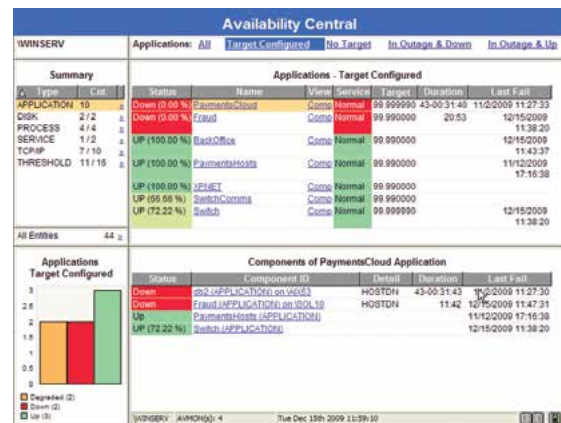 Availability Central
\WINSERV
Applications: All Target Configured No Target In Outage & Down In Outage & Up
Summary
Type Cnt
APPLICATION 10
DISK 2 / 2
PROCESS 4 / 4
SERVICE 1 / 2
TCP/IP 7 / 10
THRESHOLD 11 / 16
All Entities 44
Applications - Target Configured
Status Name View Service Target Duration Last Fail
Down (0.00 %) PaymentsCloud Comp Normal 99.999990 43-00:31:40 11/2/2009 11:27:33
Down (0.00 %) Fraud Comp Normal 99.990000 20:53 12/15/2009
11:38:20
UP (100.00 %) BackOffice Comp Normal 99.990000 12/15/2009
11:43:37
UP (100.00 %) PaymentsHosts Comp Normal 99.990000 11/12/2009
17:16:38
UP (100.00 %) XPNET Comp Normal 99.990000
UP (66.66 %) SwitchComms Comp Normal 99.990000
UP (72.22 %) Switch Comp Normal 99.999990 12/15/2009
11:38:20
Applications
Target Configured
3
2.5
2
1.5
1
0.5
0
Degraded (2)
Down (2)
Up (3)
Components of PaymentsCloud Application
Status Component ID Detail Duration Last Fail
Down db2 (APPLICATION) on \AIX53 HOSTDN 43-00:31:43 11/2/2009 11:27:30
Down Fraud (APPLICATION) on \SOL10 HOSTDN 11:42 12/15/2009 11:47:31
Up PaymentsHosts (APPLICATION) 11/12/2009 17:16:38
UP (72.22 %) Switch (APPLICATION) 12/15/2009 11:38:20
\WINSERV AVMON(s): 4 Tue Dec 15th 2009 11:59:10